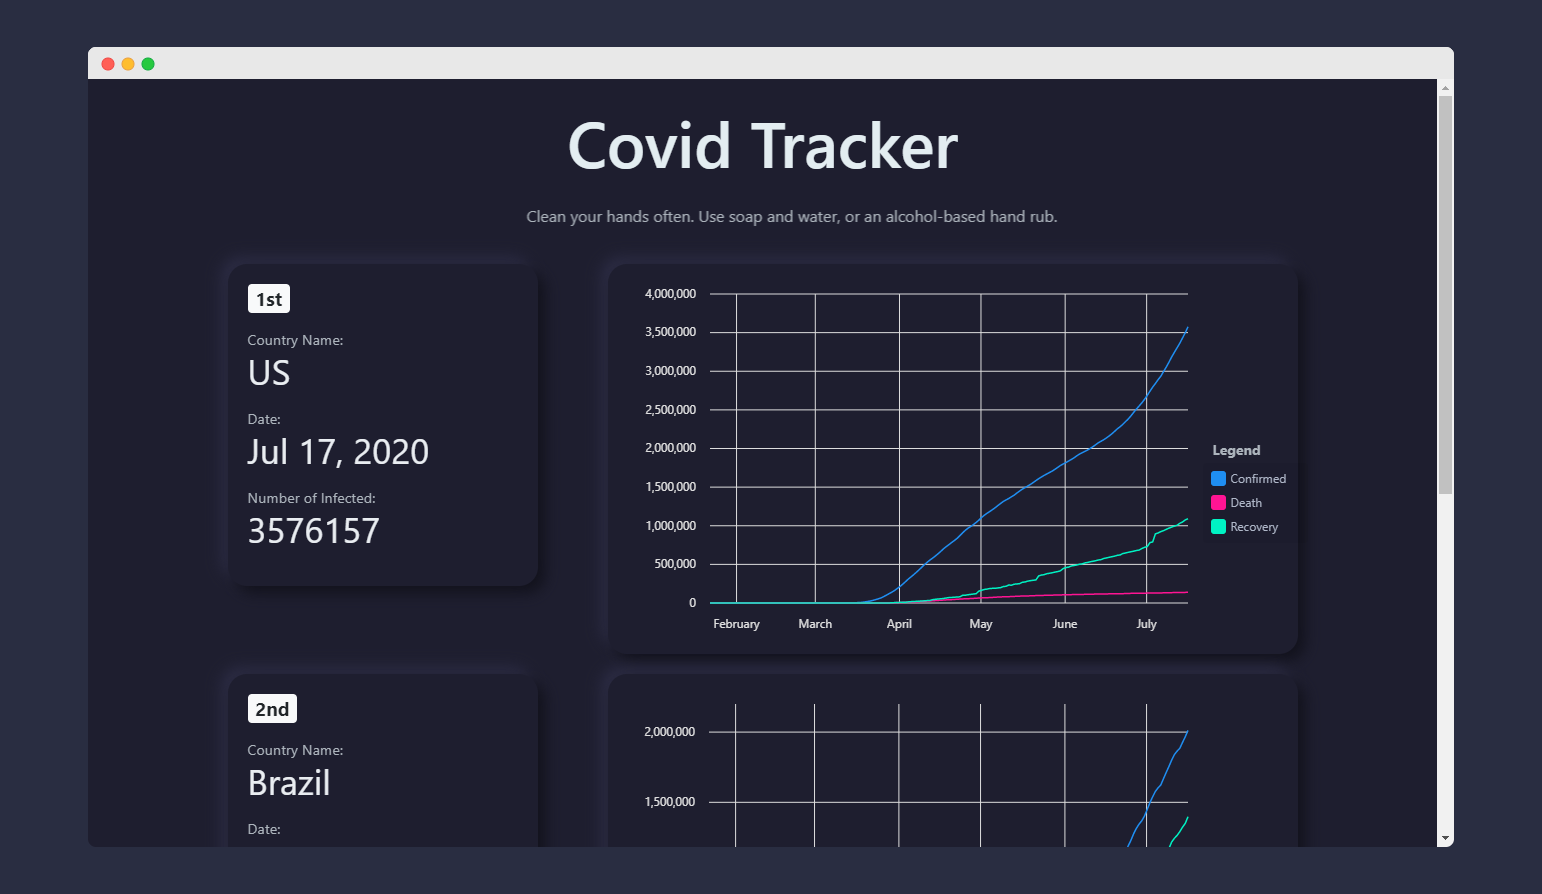 Covid Tracker
Clean your hands often. Use soap and water, or an alcohol-based hand rub.
1st
Country Name:
US
Date:
Jul 17, 2020
Number of Infected:
3576157
4,000,000
3,500,000
3,000,000
2,500,000
2,000,000
1,500,000
1,000,000
500,000
0
February March April May June July
Legend
Confirmed
Death
Recovery
2nd
Country Name:
Brazil
Date:
2,000,000
1,500,000